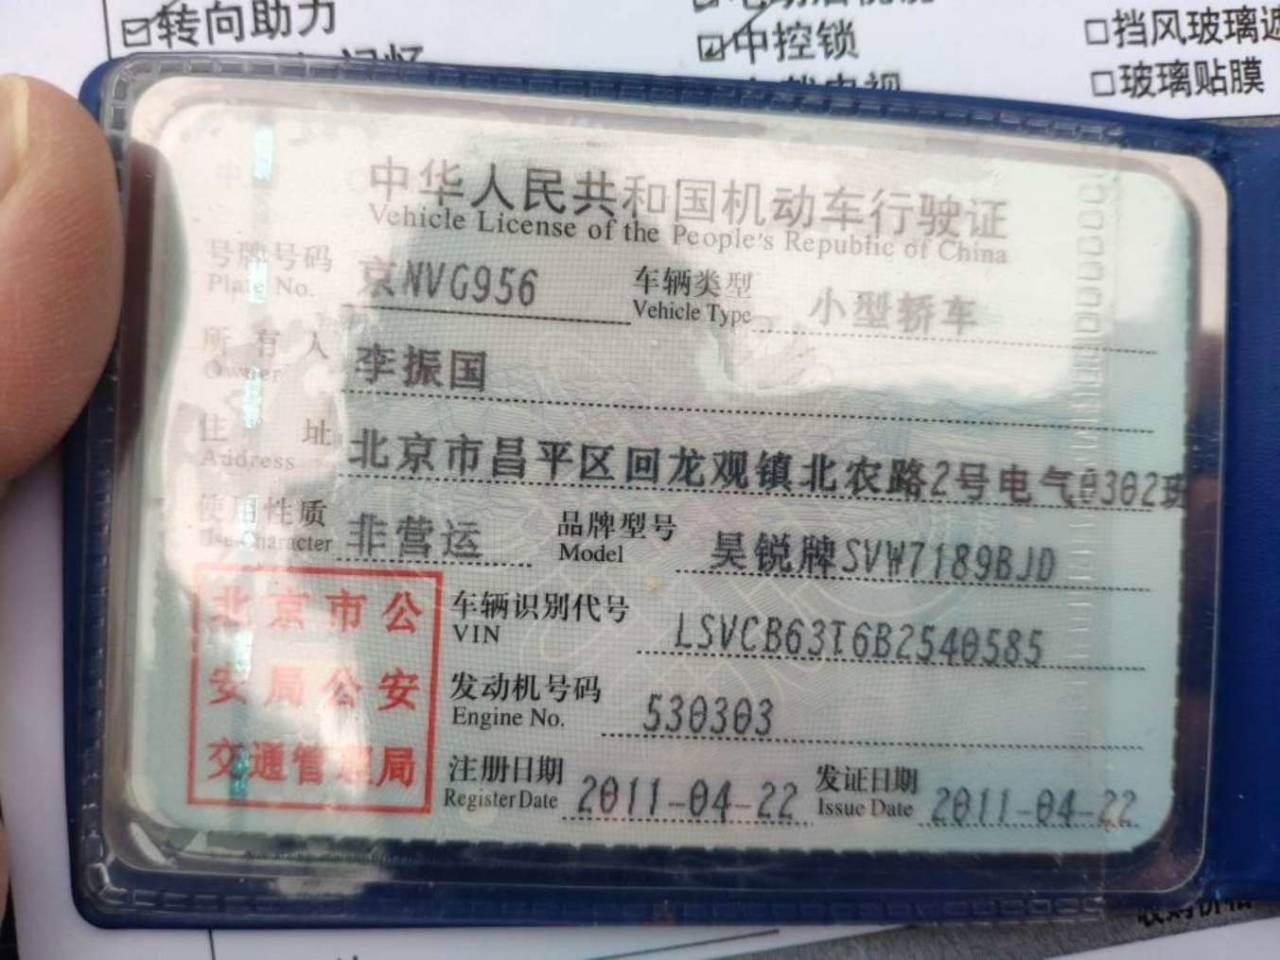 转向助力
中控锁
挡风玻璃
玻璃贴膜
中华人民共和国机动车行驶证
Vehicle License of the People's Republic of China
号牌号码 京NVG956 车辆类型 小型轿车
Plate No. Vehicle Type
所有人 李振国
Owner
住址 北京市昌平区回龙观镇北农路2号电气0302班
Address
使用性质 非营运 品牌型号 昊锐牌SVW7189BJD
Use Character Model
北京市公
安局公安
交通管理局
车辆识别代号 LSVCB63T6B2540585
VIN
发动机号码 530303
Engine No.
注册日期 2011-04-22 发证日期 2011-04-22
Register Date Issue Date